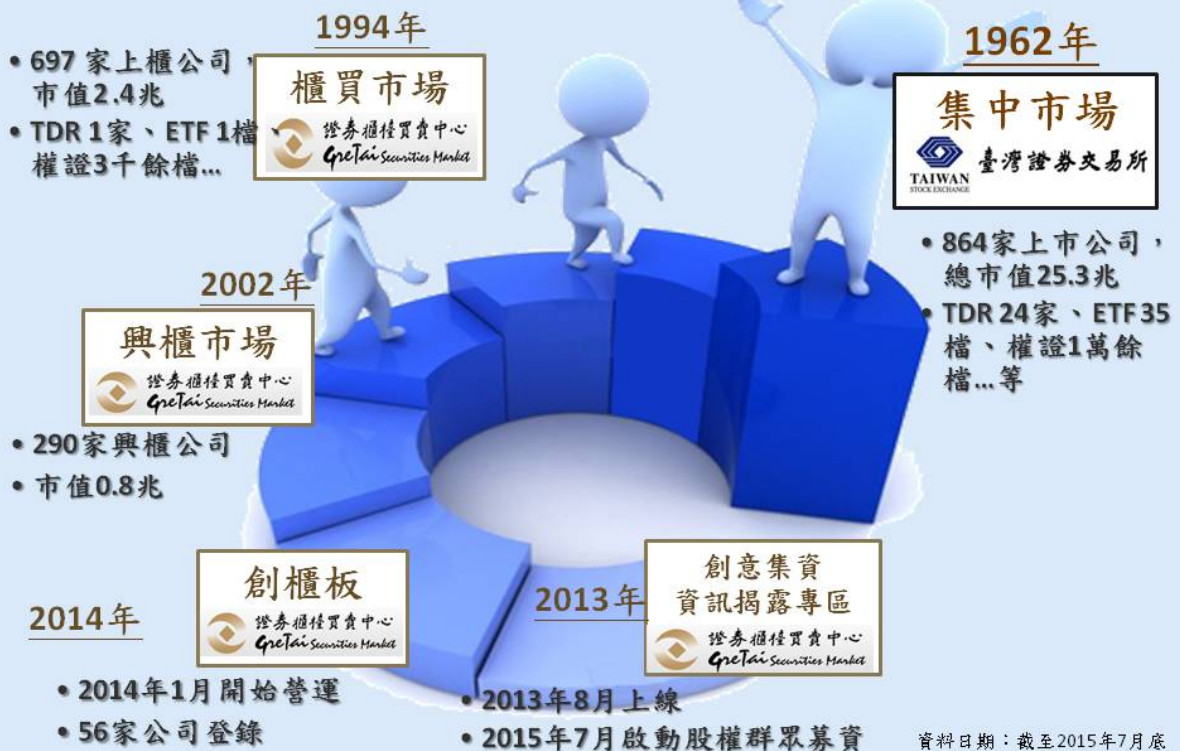 1994年
• 697 家上櫃公司，
市值2.4兆
• TDR 1家、ETF 1檔、
權證3千餘檔…
櫃買市場
證券櫃檯買賣中心
GreTai Securities Market
1962年
集中市場
TAIWAN
STOCK EXCHANGE
臺灣證券交易所
• 864家上市公司，
總市值25.3兆
• TDR 24家、ETF 35
檔、權證1萬餘
檔…等
2002年
興櫃市場
證券櫃檯買賣中心
GreTai Securities Market
• 290家興櫃公司
• 市值0.8兆
2014年
創櫃板
證券櫃檯買賣中心
GreTai Securities Market
• 2014年1月開始營運
• 56家公司登錄
2013年
創意集資
資訊揭露專區
證券櫃檯買賣中心
GreTai Securities Market
• 2013年8月上線
• 2015年7月啟動股權群眾募資
資料日期：截至2015年7月底